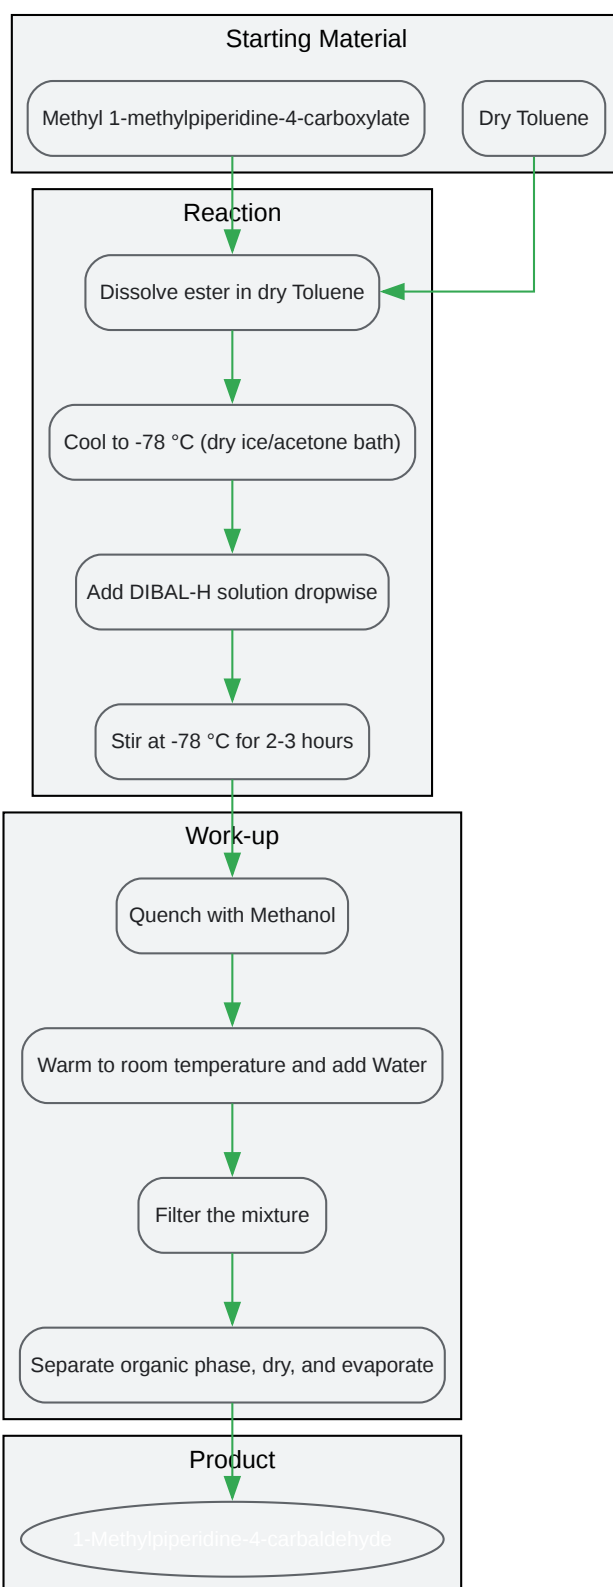 Starting Material
Methyl 1-methylpiperidine-4-carboxylate
Dry Toluene
Reaction
Dissolve ester in dry Toluene
Cool to -78 °C (dry ice/acetone bath)
Add DIBAL-H solution dropwise
Stir at -78 °C for 2-3 hours
Work-up
Quench with Methanol
Warm to room temperature and add Water
Filter the mixture
Separate organic phase, dry, and evaporate
Product
1-Methylpiperidine-4-carbaldehyde